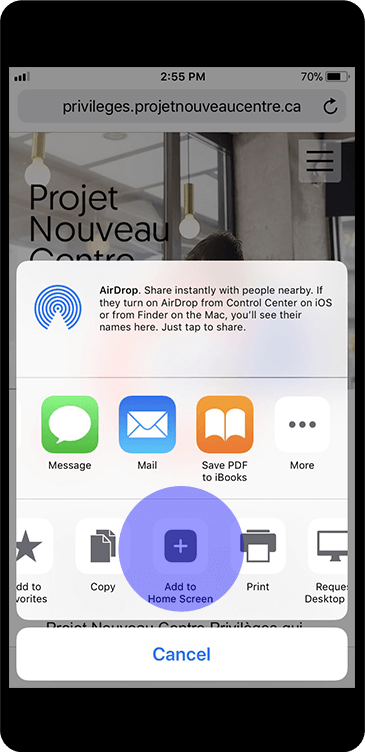 2:55 PM
70%
privileges.projetnouveaucentre.ca
Projet
Nouveau
Centre
AirDrop. Share instantly with people nearby. If
they turn on AirDrop from Control Center on iOS
or from Finder on the Mac, you'll see their
names here. Just tap to share.
Message
Mail
Save PDF
to iBooks
More
dd to
vorites
Copy
Add to
Home Screen
Print
Reques
Desktop
Projet Nouveau Centre Privilèges qui
Cancel